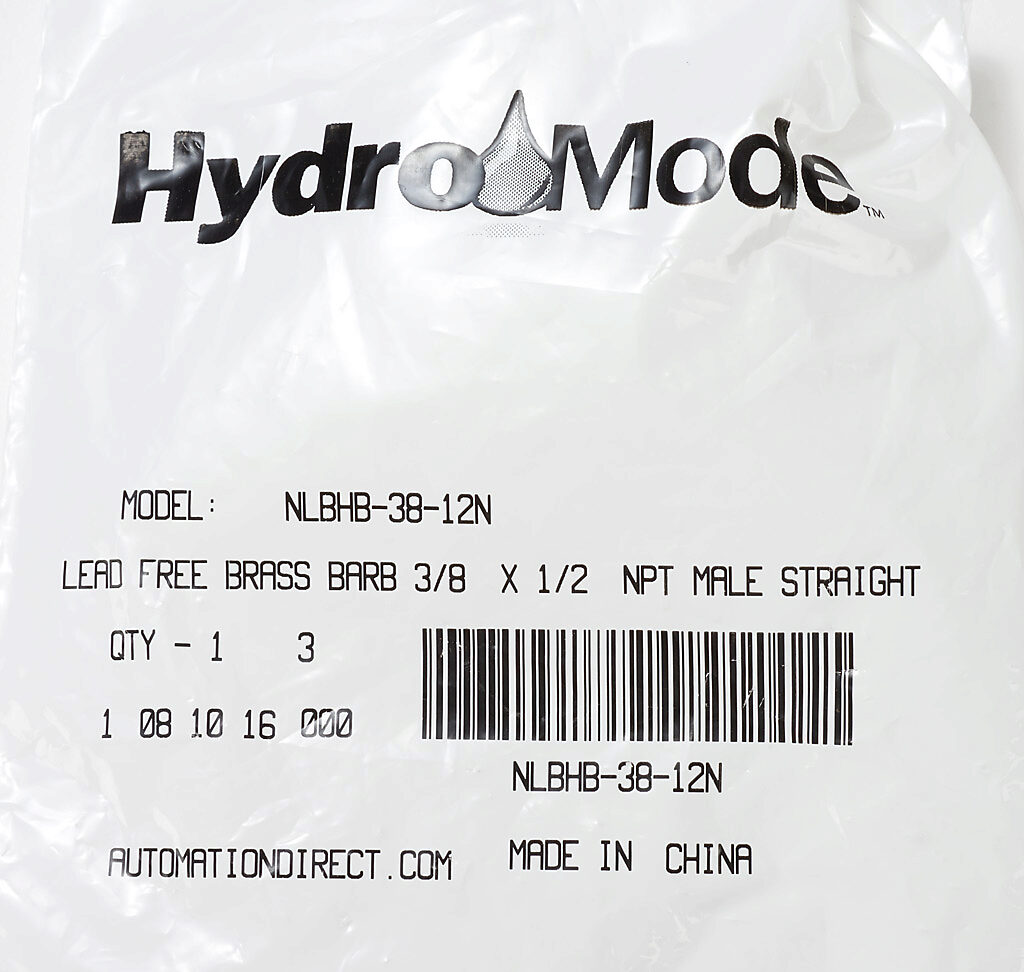 HydroMode™
MODEL: NLBHB-38-12N
LEAD FREE BRASS BARB 3/8 X 1/2 NPT MALE STRAIGHT
QTY - 1 3
1 08 10 16 000
NLBHB-38-12N
AUTOMATIONDIRECT.COM MADE IN CHINA